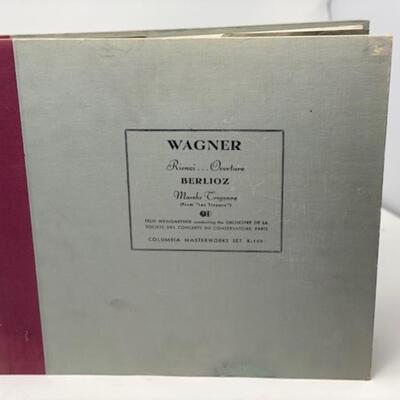 WAGNER
Rienzi... Overture
BERLIOZ
Marche Troyenne
(From "Les Troyens")
FELIX WEINGARTNER conducting the ORCHESTRE DE LA
SOCIETE DES CONCERTS DU CONSERVATOIRE, PARIS
COLUMBIA MASTERWORKS SET